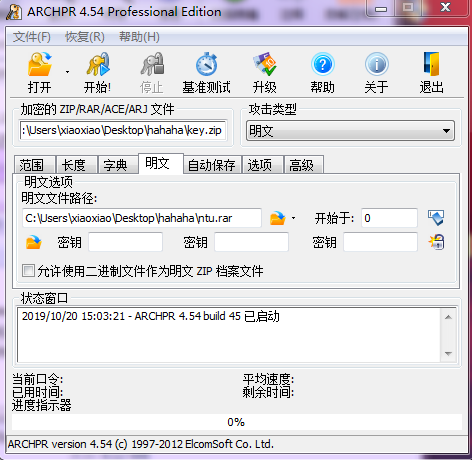 ARCHPR 4.54 Professional Edition
文件(F) 恢复(R) 帮助(H)
打开 开始! 停止 基准测试 升级 帮助 关于 退出
加密的 ZIP/RAR/ACE/ARJ 文件 攻击类型
:\Users\xiaoxiao\Desktop\hahaha\key.zip 明文
范围 长度 字典 明文 自动保存 选项 高级
明文选项
明文文件路径:
C:\Users\xiaoxiao\Desktop\hahaha\ntu.rar 开始于: 0
密钥 密钥 密钥
允许使用二进制文件作为明文 ZIP 档案文件
状态窗口
2019/10/20 15:03:21 - ARCHPR 4.54 build 45 已启动
当前口令: 平均速度:
已用时间: 剩余时间:
进度指示器
0%
ARCHPR version 4.54 (c) 1997-2012 ElcomSoft Co. Ltd.